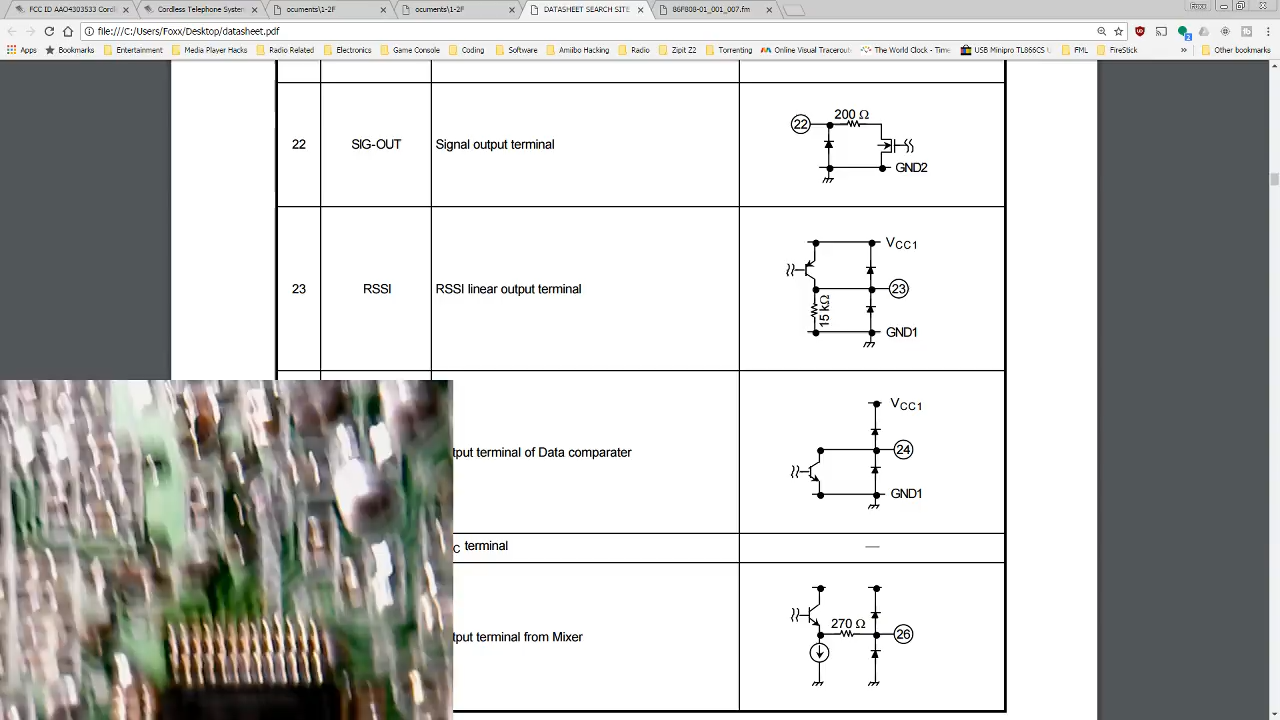 FCC ID AAO4303533 Cordl
Cordless Telephone System
ocuments\1-2F
ocuments\1-2F
DATASHEET SEARCH SITE
86F808-01_001_007.fm
Foxx
file:///C:/Users/Foxx/Desktop/datasheet.pdf
Apps
Bookmarks
Entertainment
Media Player Hacks
Radio Related
Electronics
Game Console
Coding
Software
Amiibo Hacking
Radio
Zipit Z2
Torrenting
Online Visual Traceroute
The World Clock - Time
USB Minipro TL866CS U
FML
FireStick
»
Other bookmarks
22 SIG-OUT Signal output terminal
22 200 Ω
GND2
23 RSSI RSSI linear output terminal
VCC1
23
15 kΩ
GND1
tput terminal of Data comparater
VCC1
24
GND1
C terminal —
tput terminal from Mixer
270 Ω 26